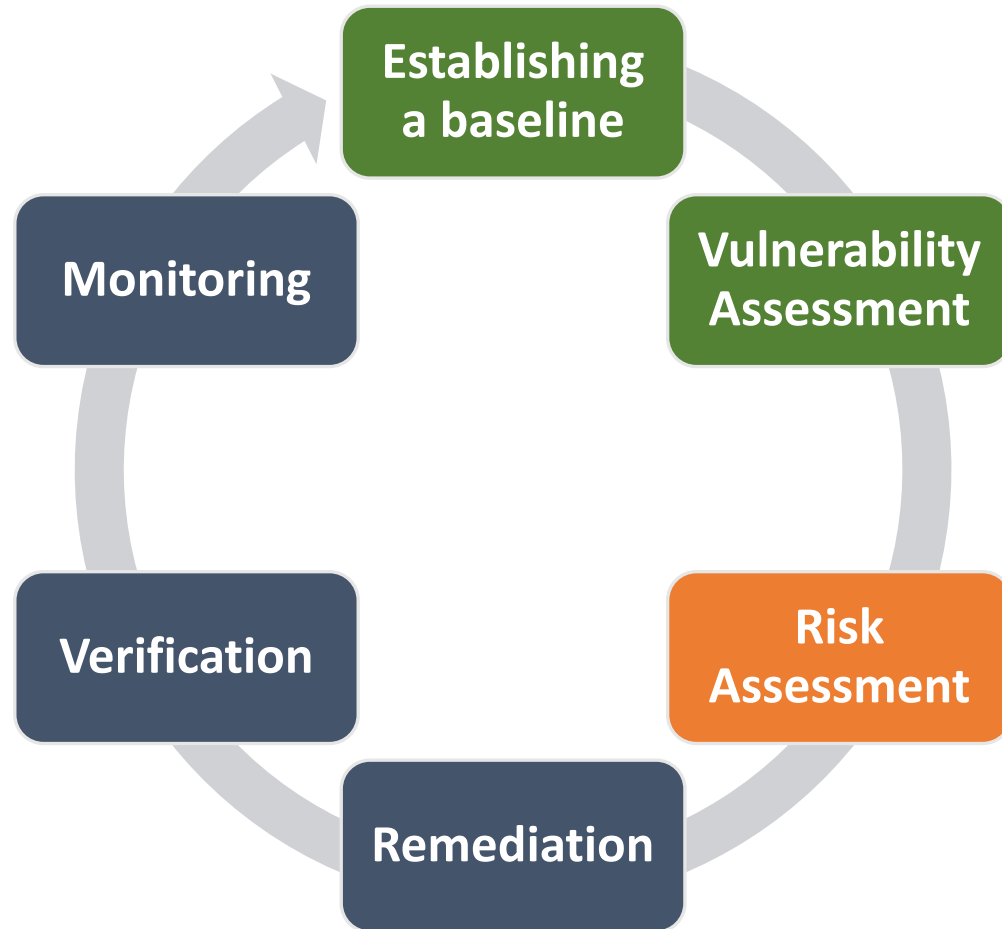 Establishing
a baseline
Vulnerability
Assessment
Risk
Assessment
Remediation
Verification
Monitoring